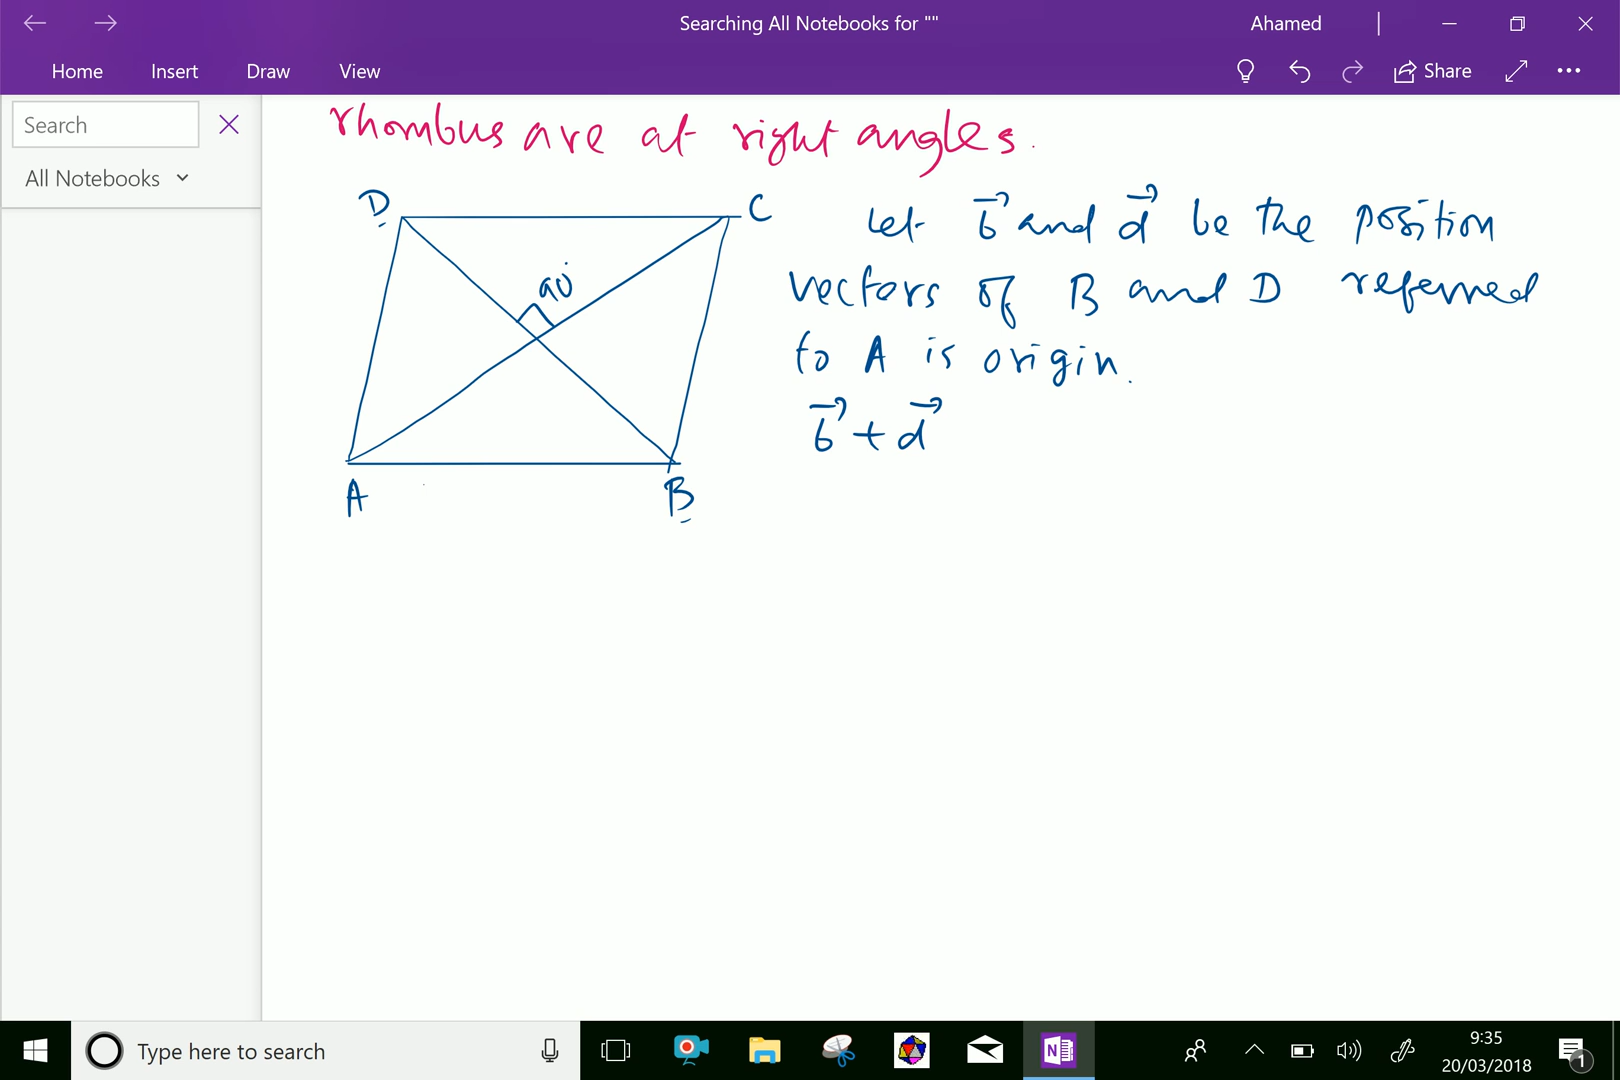 Searching All Notebooks for ""
Ahamed
Home Insert Draw View
Share
Search
All Notebooks
rhombus are at right angles.
D
C
90°
A
B
Let b⃗ and d⃗ be the position
vectors of B and D referred
to A is origin.
b⃗ + d⃗
Type here to search
N
9:35
20/03/2018
1